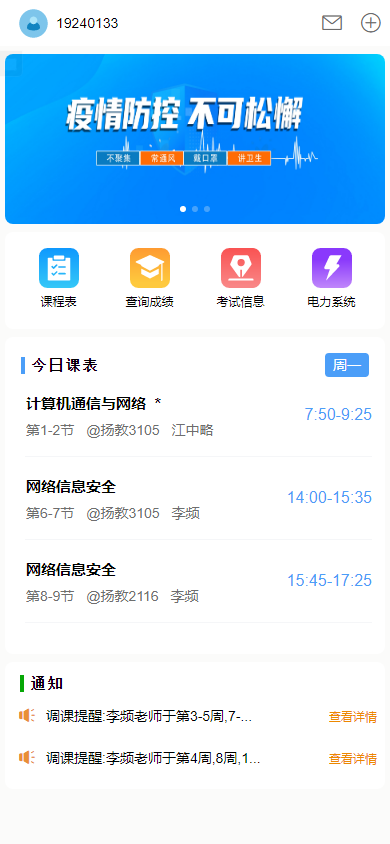 19240133
疫情防控 不可松懈
不聚集 常通风 戴口罩 讲卫生
课程表 查询成绩 考试信息 电力系统
今日课表 周一
计算机通信与网络 *
7:50-9:25
第1-2节 @扬教3105 江中略
网络信息安全
14:00-15:35
第6-7节 @扬教3105 李频
网络信息安全
15:45-17:25
第8-9节 @扬教2116 李频
通知
调课提醒:李频老师于第3-5周,7-... 查看详情
调课提醒:李频老师于第4周,8周,1... 查看详情